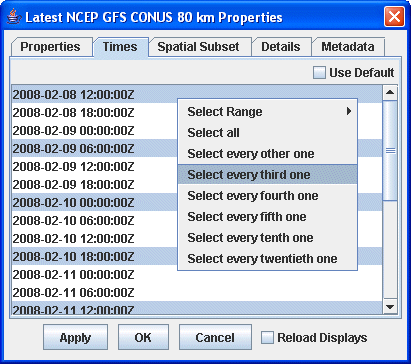 Latest NCEP GFS CONUS 80 km Properties
Properties Times Spatial Subset Details Metadata
Use Default
2008-02-08 12:00:00Z
2008-02-08 18:00:00Z
2008-02-09 00:00:00Z
2008-02-09 06:00:00Z
2008-02-09 12:00:00Z
2008-02-09 18:00:00Z
2008-02-10 00:00:00Z
2008-02-10 06:00:00Z
2008-02-10 12:00:00Z
2008-02-10 18:00:00Z
2008-02-11 00:00:00Z
2008-02-11 06:00:00Z
2008-02-11 12:00:00Z
Select Range
Select all
Select every other one
Select every third one
Select every fourth one
Select every fifth one
Select every tenth one
Select every twentieth one
Apply OK Cancel Reload Displays